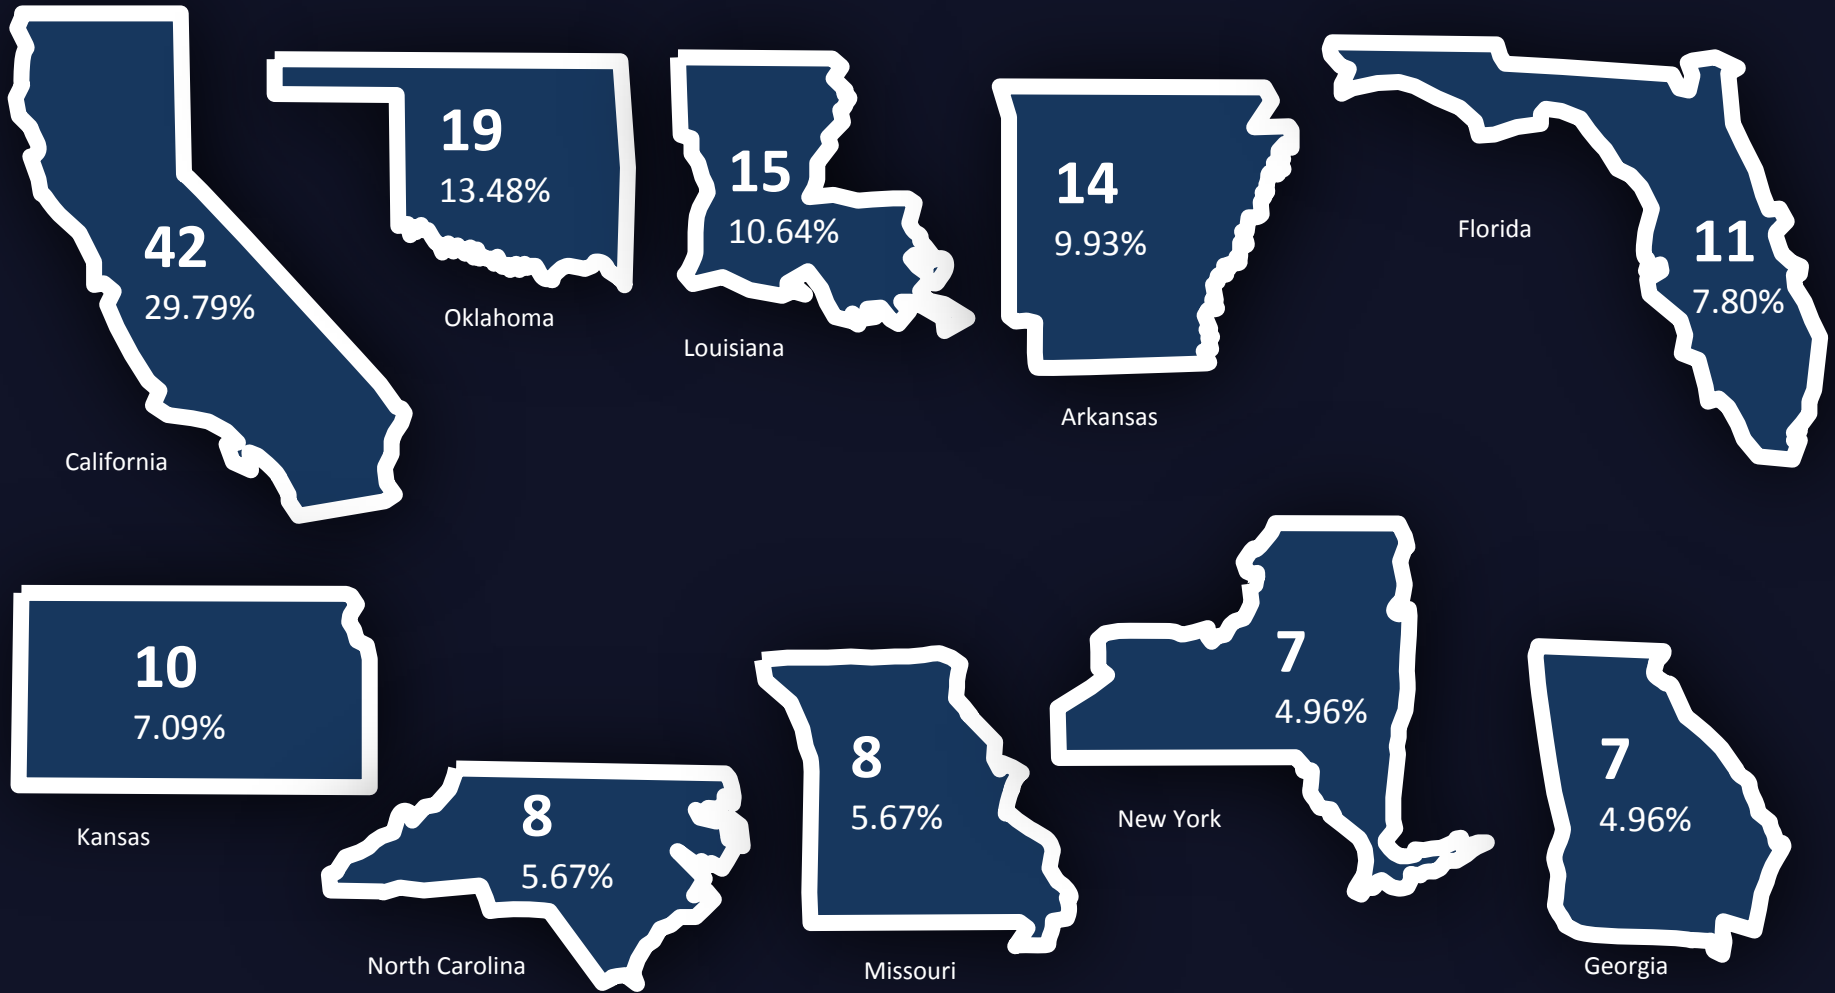 42
29.79%
California
19
13.48%
Oklahoma
15
10.64%
Louisiana
14
9.93%
Arkansas
11
7.80%
Florida
10
7.09%
Kansas
8
5.67%
North Carolina
8
5.67%
Missouri
7
4.96%
New York
7
4.96%
Georgia